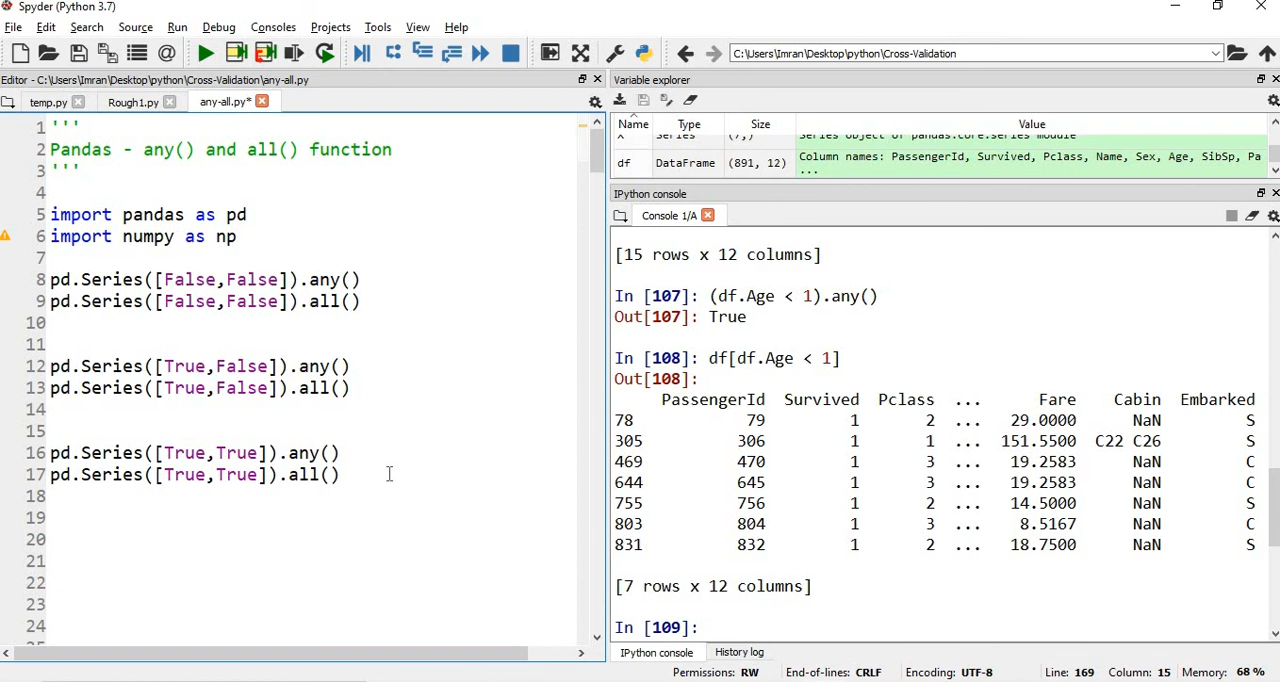 Spyder (Python 3.7)
File Edit Search Source Run Debug Consoles Projects Tools View Help
C:\Users\Imran\Desktop\python\Cross-Validation
Editor - C:\Users\Imran\Desktop\python\Cross-Validation\any-all.py
temp.py Rough1.py any-all.py*
1 '''
2 Pandas - any() and all() function
3 '''
4
5 import pandas as pd
6 import numpy as np
7
8 pd.Series([False,False]).any()
9 pd.Series([False,False]).all()
10
11
12 pd.Series([True,False]).any()
13 pd.Series([True,False]).all()
14
15
16 pd.Series([True,True]).any()
17 pd.Series([True,True]).all()
18
19
20
21
22
23
24
Variable explorer
Name Type Size Value
Series (7,) Series object of pandas.core.series module
df DataFrame (891, 12) Column names: PassengerId, Survived, Pclass, Name, Sex, Age, SibSp, Pa
...
IPython console
Console 1/A
[15 rows x 12 columns]
In [107]: (df.Age < 1).any()
Out[107]: True
In [108]: df[df.Age < 1]
Out[108]:
PassengerId Survived Pclass ... Fare Cabin Embarked
78 79 1 2 ... 29.0000 NaN S
305 306 1 1 ... 151.5500 C22 C26 S
469 470 1 3 ... 19.2583 NaN C
644 645 1 3 ... 19.2583 NaN C
755 756 1 2 ... 14.5000 NaN S
803 804 1 3 ... 8.5167 NaN C
831 832 1 2 ... 18.7500 NaN S
[7 rows x 12 columns]
In [109]:
IPython console History log
Permissions: RW End-of-lines: CRLF Encoding: UTF-8 Line: 169 Column: 15 Memory: 68 %